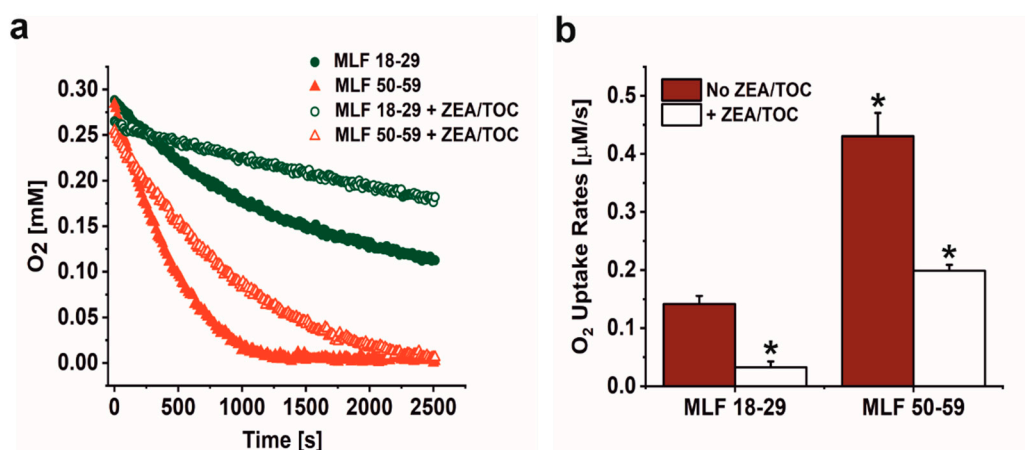 a
MLF 18-29
MLF 50-59
MLF 18-29 + ZEA/TOC
MLF 50-59 + ZEA/TOC
O2 [mM]
0.30
0.25
0.20
0.15
0.10
0.05
0.00
0 500 1000 1500 2000 2500
Time [s]
b
No ZEA/TOC
+ ZEA/TOC
O2 Uptake Rates [µM/s]
0.5
0.4
0.3
0.2
0.1
0.0
* * *
MLF 18-29 MLF 50-59